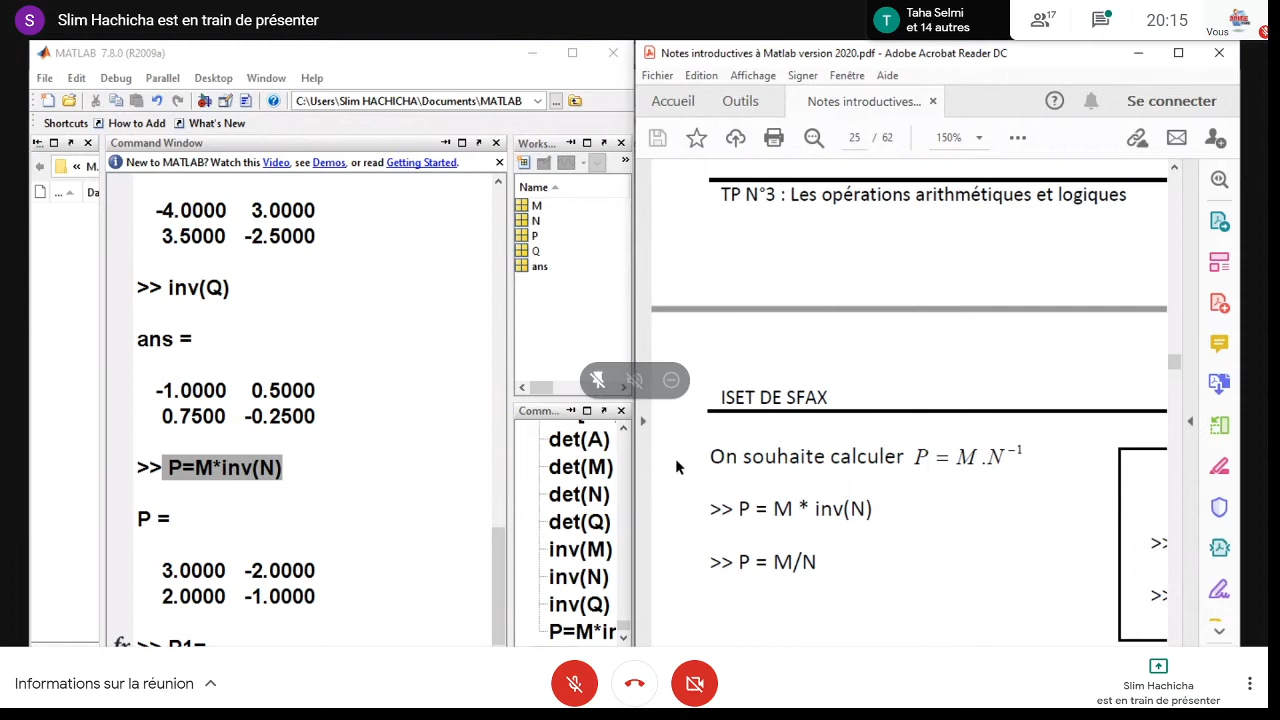 S Slim Hachicha est en train de présenter
T Taha Selmi
et 14 autres
17
20:15
Vous
MATLAB 7.8.0 (R2009a)
File Edit Debug Parallel Desktop Window Help
C:\Users\Slim HACHICHA\Documents\MATLAB
Shortcuts How to Add What's New
Command Window
New to MATLAB? Watch this Video, see Demos, or read Getting Started.
« M.
... Da
-4.0000 3.0000
3.5000 -2.5000
>> inv(Q)
ans =
-1.0000 0.5000
0.7500 -0.2500
>> P=M*inv(N)
P =
3.0000 -2.0000
2.0000 -1.0000
fx >> P1=
Works...
Name
M
N
P
Q
ans
Comm...
det(A)
det(M)
det(N)
det(Q)
inv(M)
inv(N)
inv(Q)
P=M*ir
Notes introductives à Matlab version 2020.pdf - Adobe Acrobat Reader DC
Fichier Edition Affichage Signer Fenêtre Aide
Accueil Outils Notes introductives... Se connecter
25 / 62 150%
TP N°3 : Les opérations arithmétiques et logiques
ISET DE SFAX
On souhaite calculer P = M.N⁻¹
>> P = M * inv(N)
>> P = M/N
>>
>>
Informations sur la réunion
Slim Hachicha
est en train de présenter